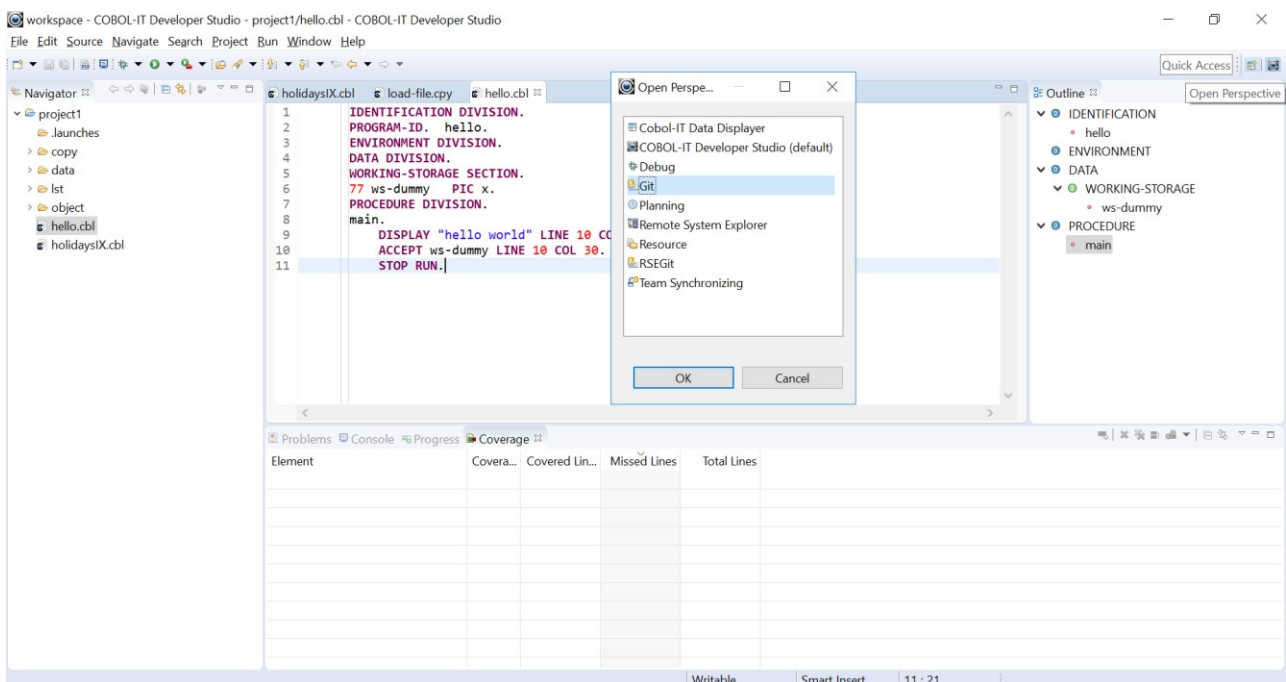 workspace - COBOL-IT Developer Studio - project1/hello.cbl - COBOL-IT Developer Studio
File Edit Source Navigate Search Project Run Window Help
Quick Access
Open Perspective
Navigator
project1
.launches
copy
data
lst
object
hello.cbl
holidaysIX.cbl
holidaysIX.cbl load-file.cpy hello.cbl
1 IDENTIFICATION DIVISION.
2 PROGRAM-ID. hello.
3 ENVIRONMENT DIVISION.
4 DATA DIVISION.
5 WORKING-STORAGE SECTION.
6 77 ws-dummy PIC x.
7 PROCEDURE DIVISION.
8 main.
9 DISPLAY "hello world" LINE 10 CO
10 ACCEPT ws-dummy LINE 10 COL 30.
11 STOP RUN.
Open Perspe...
Cobol-IT Data Displayer
COBOL-IT Developer Studio (default)
Debug
Git
Planning
Remote System Explorer
Resource
RSEGit
Team Synchronizing
OK Cancel
Outline
IDENTIFICATION
hello
ENVIRONMENT
DATA
WORKING-STORAGE
ws-dummy
PROCEDURE
main
Problems Console Progress Coverage
Element Covera... Covered Lin... Missed Lines Total Lines
Writable Smart Insert 11 : 21